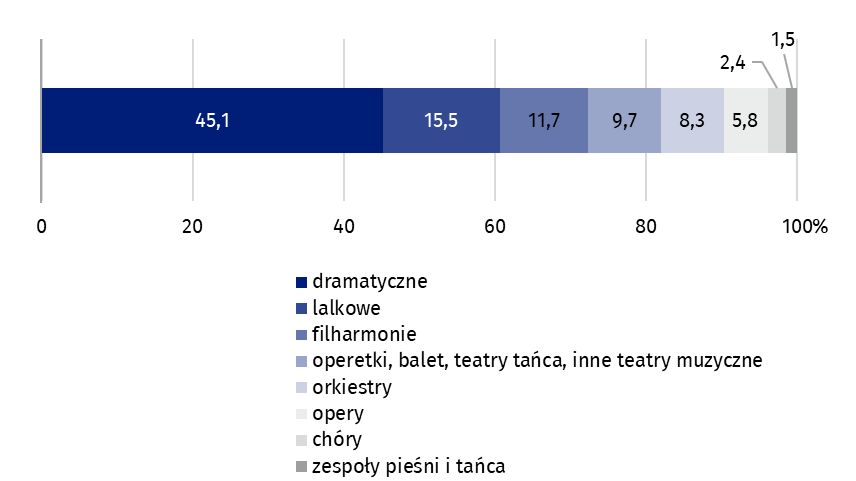 1,5
2,4
45,1 15,5 11,7 9,7 8,3 5,8
0 20 40 60 80 100%
dramatyczne
lalkowe
filharmonie
operetki, balet, teatry tańca, inne teatry muzyczne
orkiestry
opery
chóry
zespoły pieśni i tańca